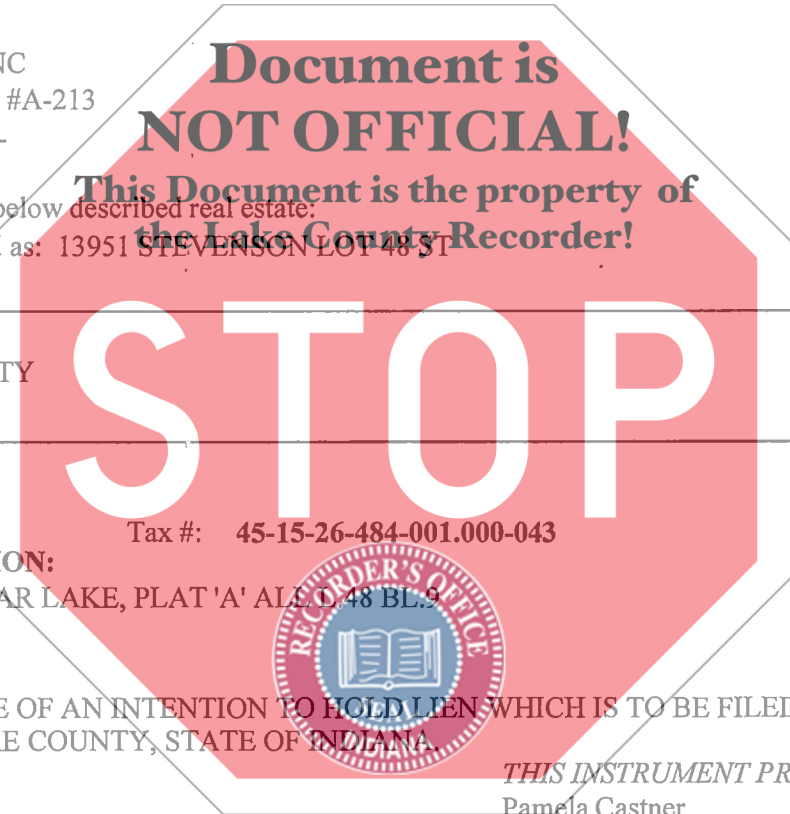 Document is
NC
NOT OFFICIAL!
#A-213
This Document is the property of
below described real estate:
the Lake County Recorder!
as: 13951 STEVENSON LOT 48 ST
STOP
TY
Tax #: 45-15-26-484-001.000-043
ION:
AR LAKE, PLAT 'A' ALL L.48 BL.9
RECORDER'S OFFICE
E OF AN INTENTION TO HOLD LIEN WHICH IS TO BE FILED
E COUNTY, STATE OF INDIANA.
THIS INSTRUMENT PR
Pamela Castner